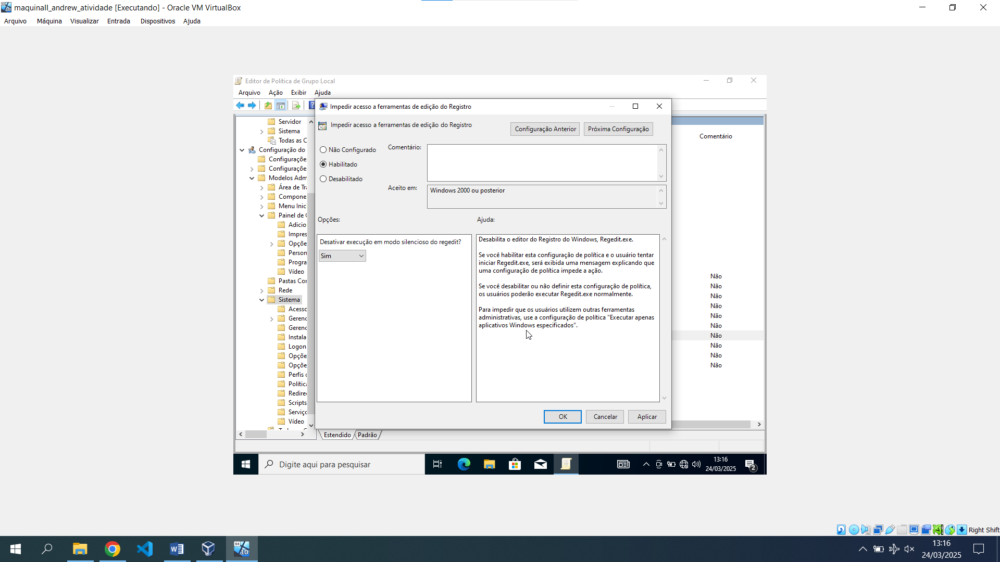 maquinaII_andrew_atividade [Executando] - Oracle VM VirtualBox
Arquivo Máquina Visualizar Entrada Dispositivos Ajuda
Editor de Política de Grupo Local
Arquivo Ação Exibir Ajuda
Impedir acesso a ferramentas de edição do Registro
Impedir acesso a ferramentas de edição do Registro
Configuração Anterior Próxima Configuração
Não Configurado
Habilitado
Desabilitado
Comentário:
Aceito em:
Windows 2000 ou posterior
Opções:
Ajuda:
Desativar execução em modo silencioso do regedit?
Sim
Desabilita o editor do Registro do Windows, Regedit.exe.
Se você habilitar esta configuração de política e o usuário tentar
iniciar Regedit.exe, será exibida uma mensagem explicando que
uma configuração de política impede a ação.
Se você desabilitar ou não definir esta configuração de política,
os usuários poderão executar Regedit.exe normalmente.
Para impedir que os usuários utilizem outras ferramentas
administrativas, use a configuração de política "Executar apenas
aplicativos Windows especificados".
OK Cancelar Aplicar
Servidor
Sistema
Todas as C
Configuração do
Configuraçõe
Configuraçõe
Modelos Adm
Área de Tra
Compone
Menu Inic
Painel de
Adicio
Impres
Opçõe
Person
Progra
Vídeo
Pastas Cor
Rede
Sistema
Acesso
Gerenc
Gerenc
Instala
Logon
Opçõe
Opçõe
Perfis
Polític
Redire
Scripts
Serviço
Vídeo
Comentário
Não
Não
Não
Não
Não
Não
Não
Não
Não
Não
Estendido Padrão
Digite aqui para pesquisar
13:16
24/03/2025
2
Right Shift
13:16
24/03/2025